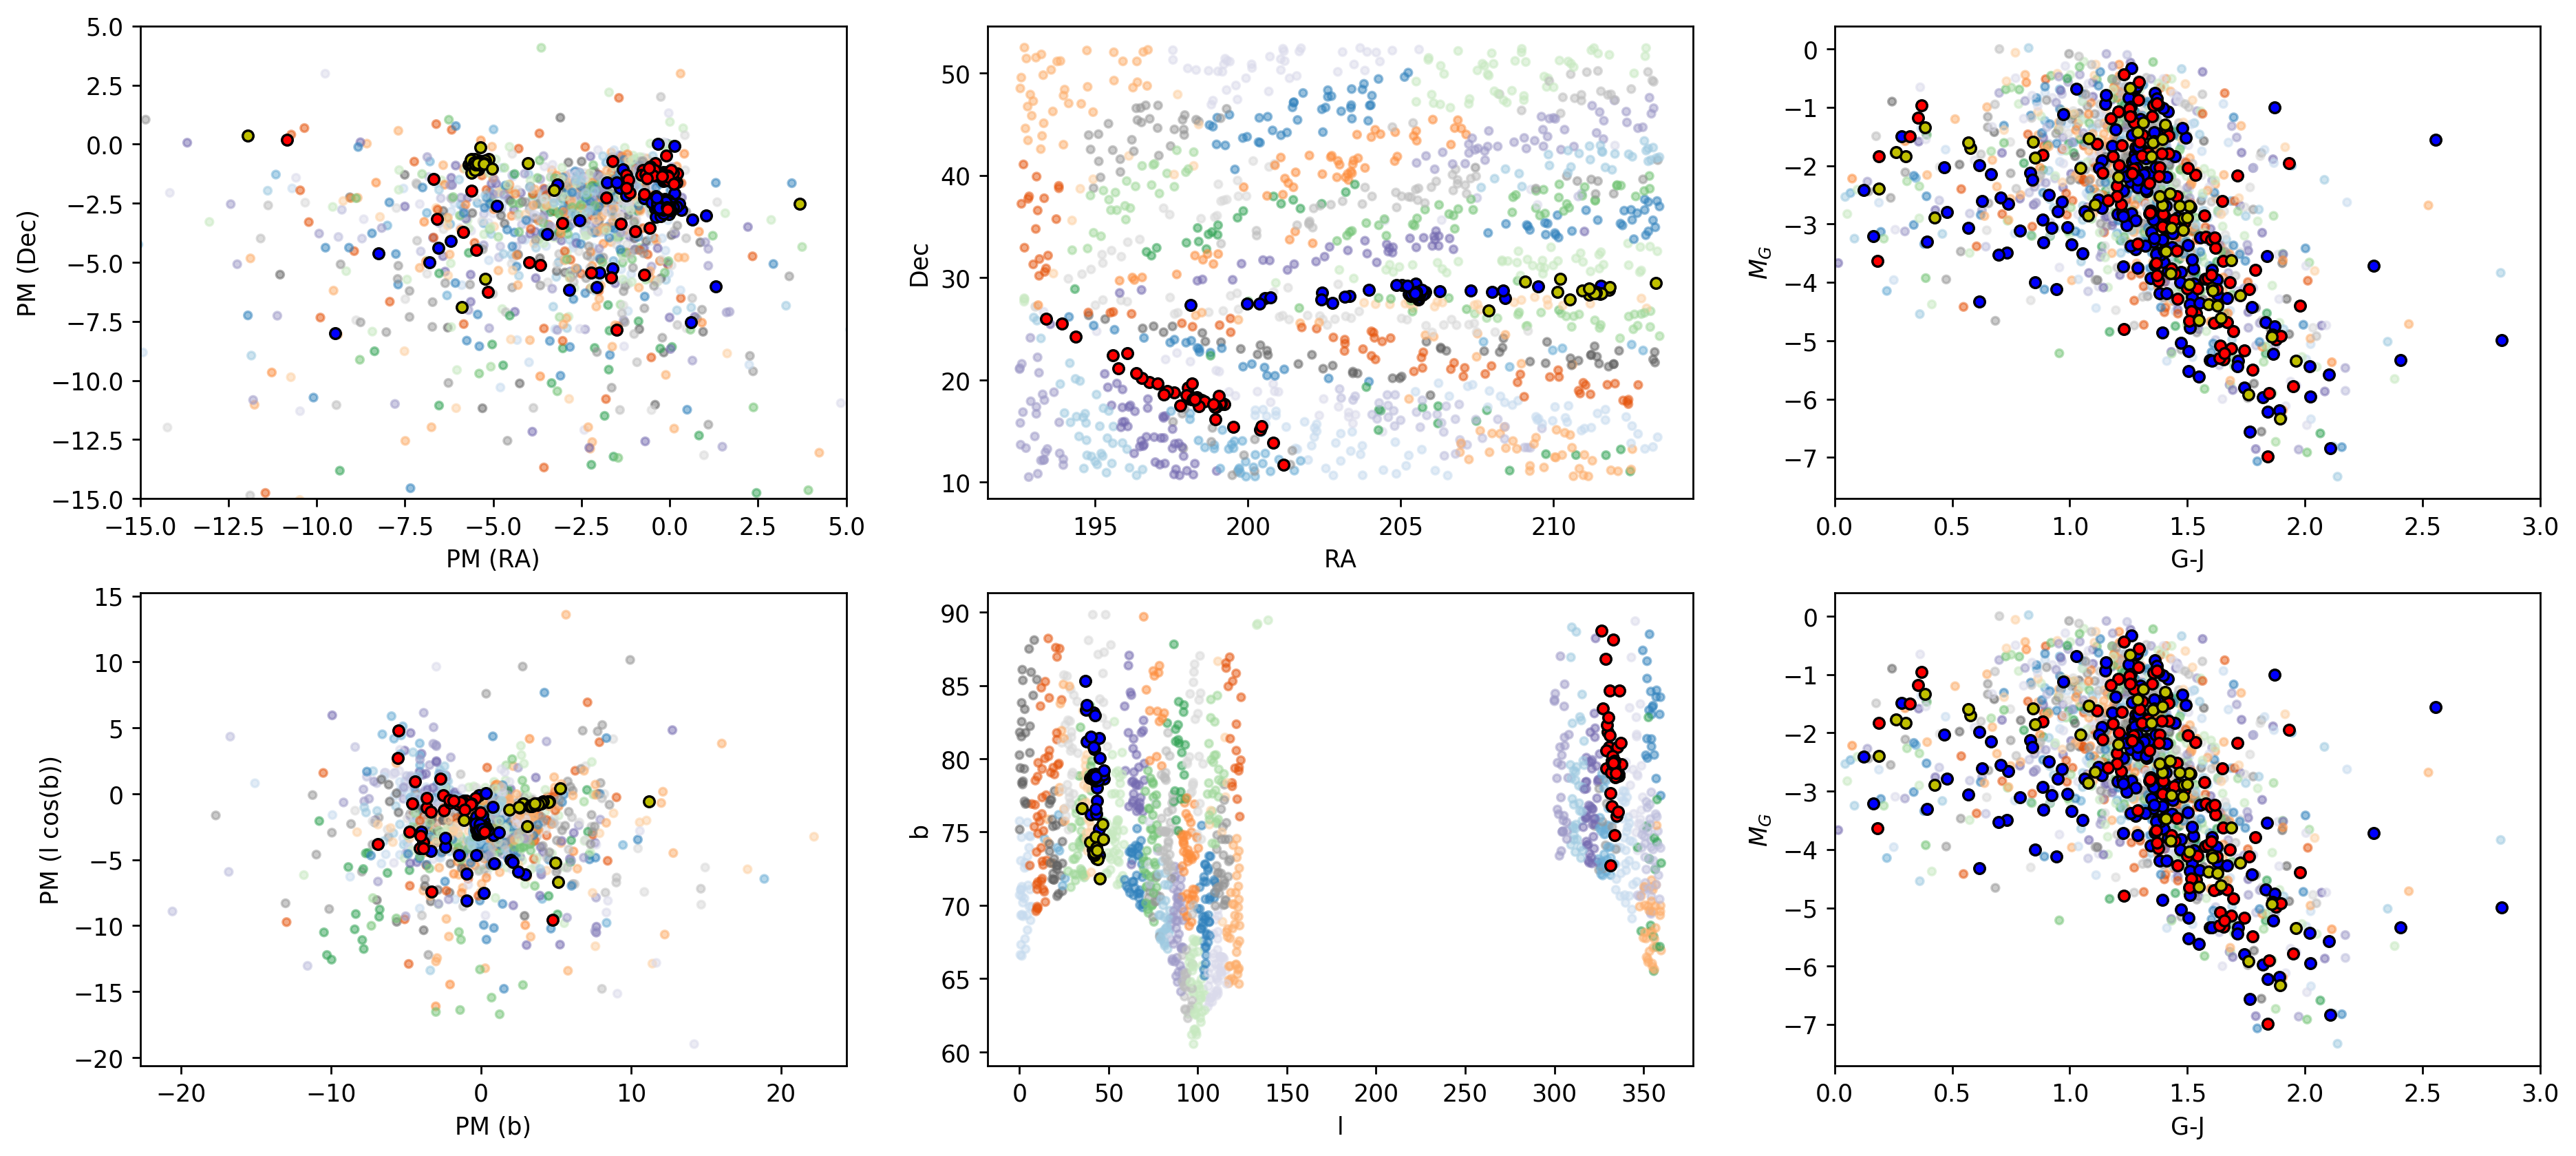 5.0
2.5
0.0
−2.5
−5.0
−7.5
−10.0
−12.5
−15.0
PM (Dec)
−15.0 −12.5 −10.0 −7.5 −5.0 −2.5 0.0 2.5 5.0
PM (RA)
50
40
30
20
10
Dec
195 200 205 210
RA
0
−1
−2
−3
−4
−5
−6
−7
M_G
0.0 0.5 1.0 1.5 2.0 2.5 3.0
G-J
15
10
5
0
−5
−10
−15
−20
PM (l cos(b))
−20 −10 0 10 20
PM (b)
90
85
80
75
70
65
60
b
0 50 100 150 200 250 300 350
l
0
−1
−2
−3
−4
−5
−6
−7
M_G
0.0 0.5 1.0 1.5 2.0 2.5 3.0
G-J